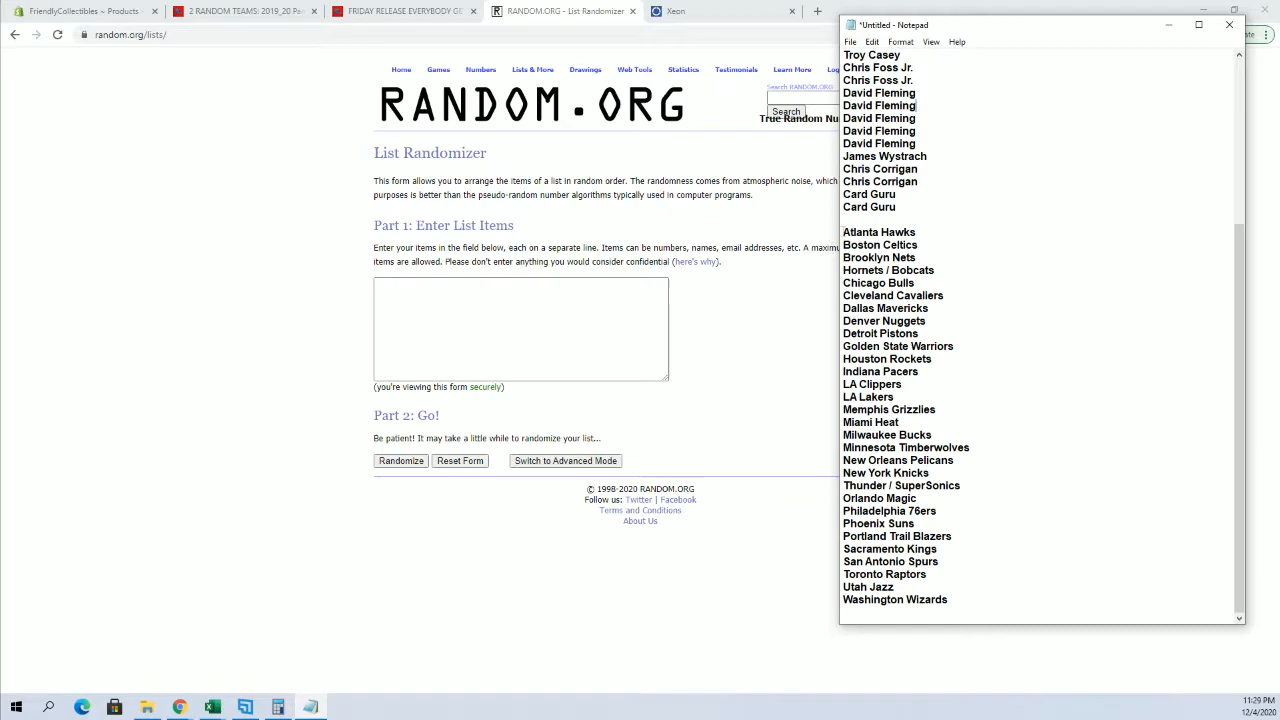 FriendlyCollectibles ~ Products
2 RANDOM TEAMS: 2019_20 Pa
FRIDAY RELEASE EVERYBODY GE
RANDOM.ORG - List Randomizer
Xeon
random.org/lists/
*Untitled - Notepad
File Edit Format View Help
Troy Casey
Chris Foss Jr.
Chris Foss Jr.
David Fleming
David Fleming
David Fleming
David Fleming
David Fleming
James Wystrach
Chris Corrigan
Chris Corrigan
Card Guru
Card Guru
Atlanta Hawks
Boston Celtics
Brooklyn Nets
Hornets / Bobcats
Chicago Bulls
Cleveland Cavaliers
Dallas Mavericks
Denver Nuggets
Detroit Pistons
Golden State Warriors
Houston Rockets
Indiana Pacers
LA Clippers
LA Lakers
Memphis Grizzlies
Miami Heat
Milwaukee Bucks
Minnesota Timberwolves
New Orleans Pelicans
New York Knicks
Thunder / SuperSonics
Orlando Magic
Philadelphia 76ers
Phoenix Suns
Portland Trail Blazers
Sacramento Kings
San Antonio Spurs
Toronto Raptors
Utah Jazz
Washington Wizards
Home Games Numbers Lists & More Drawings Web Tools Statistics Testimonials Learn More Log
Search RANDOM.ORG
RANDOM.ORG
Search
True Random Nu
List Randomizer
This form allows you to arrange the items of a list in random order. The randomness comes from atmospheric noise, which
purposes is better than the pseudo-random number algorithms typically used in computer programs.
Part 1: Enter List Items
Enter your items in the field below, each on a separate line. Items can be numbers, names, email addresses, etc. A maximu
items are allowed. Please don't enter anything you would consider confidential (here's why).
(you're viewing this form securely)
Part 2: Go!
Be patient! It may take a little while to randomize your list...
Randomize Reset Form Switch to Advanced Mode
© 1998-2020 RANDOM.ORG
Follow us: Twitter | Facebook
Terms and Conditions
About Us
11:29 PM
12/4/2020